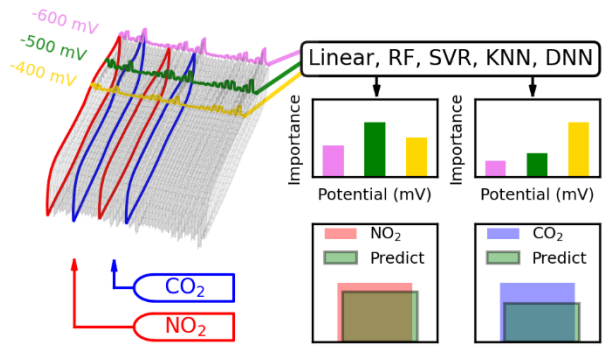 -600 mV
-500 mV
-400 mV
Linear, RF, SVR, KNN, DNN
Importance
Potential (mV)
Importance
Potential (mV)
NO₂
Predict
CO₂
Predict
CO₂
NO₂